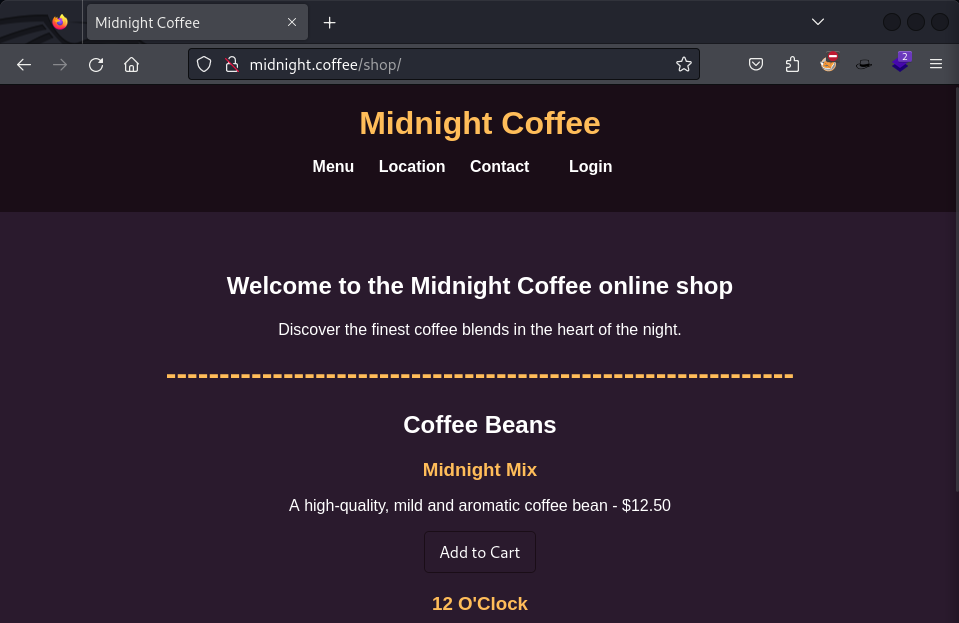 Midnight Coffee
midnight.coffee/shop/
2
Midnight Coffee
Menu Location Contact Login
Welcome to the Midnight Coffee online shop
Discover the finest coffee blends in the heart of the night.
Coffee Beans
Midnight Mix
A high-quality, mild and aromatic coffee bean - $12.50
Add to Cart
12 O'Clock